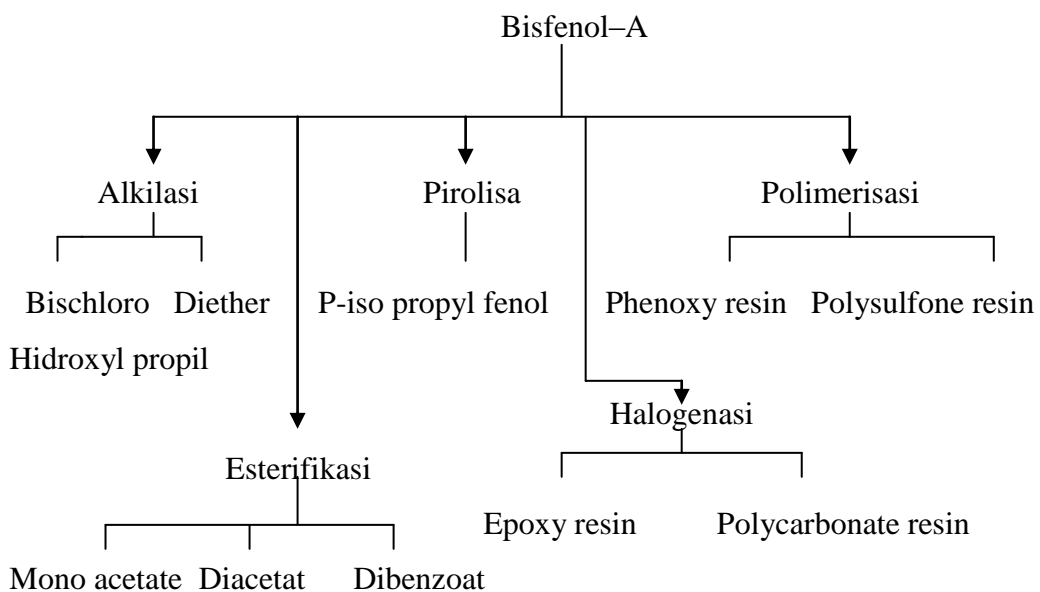 Bisfenol–A
Alkilasi
Pirolisa
Polimerisasi
Bischloro
Hidroxyl propil
Diether
P-iso propyl fenol
Phenoxy resin
Polysulfone resin
Halogenasi
Esterifikasi
Epoxy resin
Polycarbonate resin
Mono acetate
Diacetat
Dibenzoat